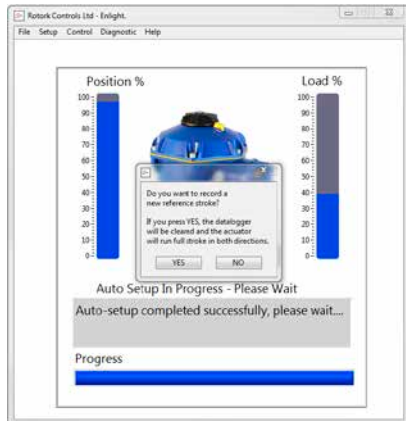 Rotork Controls Ltd - Enlight.
File Setup Control Diagnostic Help
Position %
Load %
100
90
80
70
60
50
40
30
20
10
0
100
90
80
70
60
50
40
30
20
10
0
Do you want to record a
new reference stroke?
If you press YES, the datalogger
will be cleared and the actuator
will run full stroke in both directions.
YES NO
Auto Setup In Progress - Please Wait
Auto-setup completed successfully, please wait....
Progress